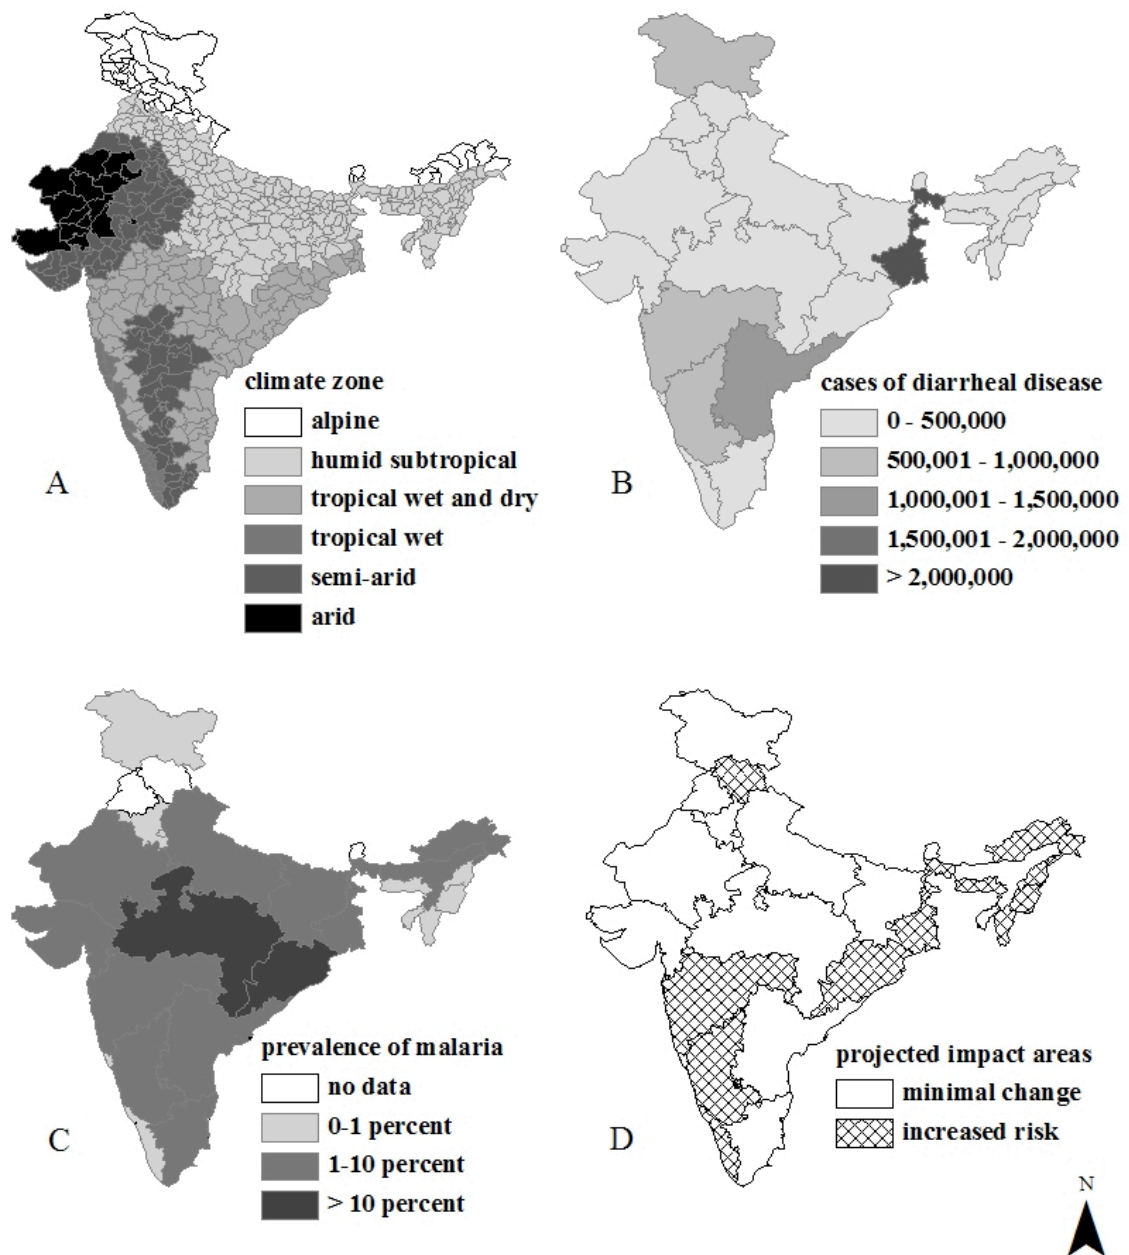 climate zone
alpine
humid subtropical
tropical wet and dry
tropical wet
semi-arid
arid
A
cases of diarrheal disease
0 - 500,000
500,001 - 1,000,000
1,000,001 - 1,500,000
1,500,001 - 2,000,000
> 2,000,000
B
prevalence of malaria
no data
0-1 percent
1-10 percent
> 10 percent
C
projected impact areas
minimal change
increased risk
D
N